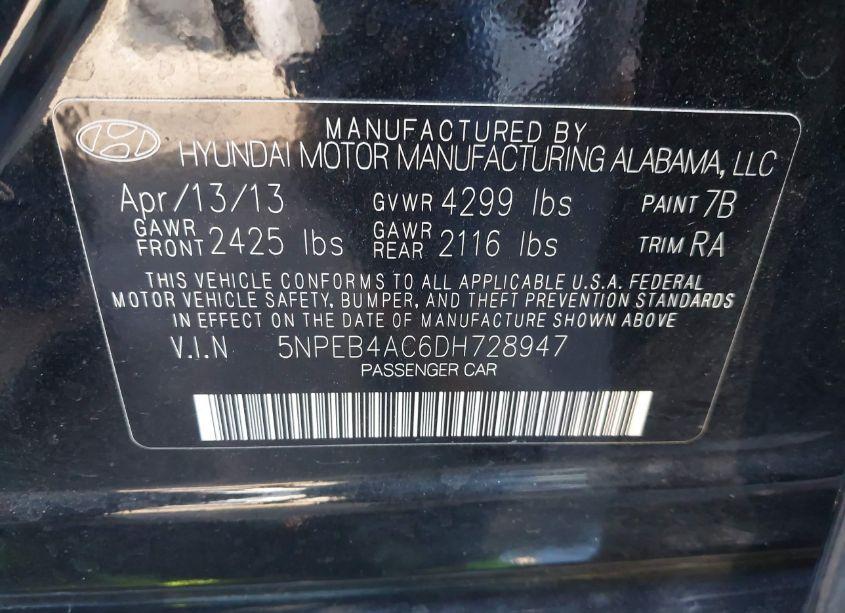 MANUFACTURED BY
HYUNDAI MOTOR MANUFACTURING ALABAMA, LLC
Apr/13/13 GVWR 4299 lbs PAINT 7B
GAWR FRONT 2425 lbs GAWR REAR 2116 lbs TRIM RA
THIS VEHICLE CONFORMS TO ALL APPLICABLE U.S.A. FEDERAL
MOTOR VEHICLE SAFETY, BUMPER, AND THEFT PREVENTION STANDARDS
IN EFFECT ON THE DATE OF MANUFACTURE SHOWN ABOVE
V.I.N 5NPEB4AC6DH728947
PASSENGER CAR